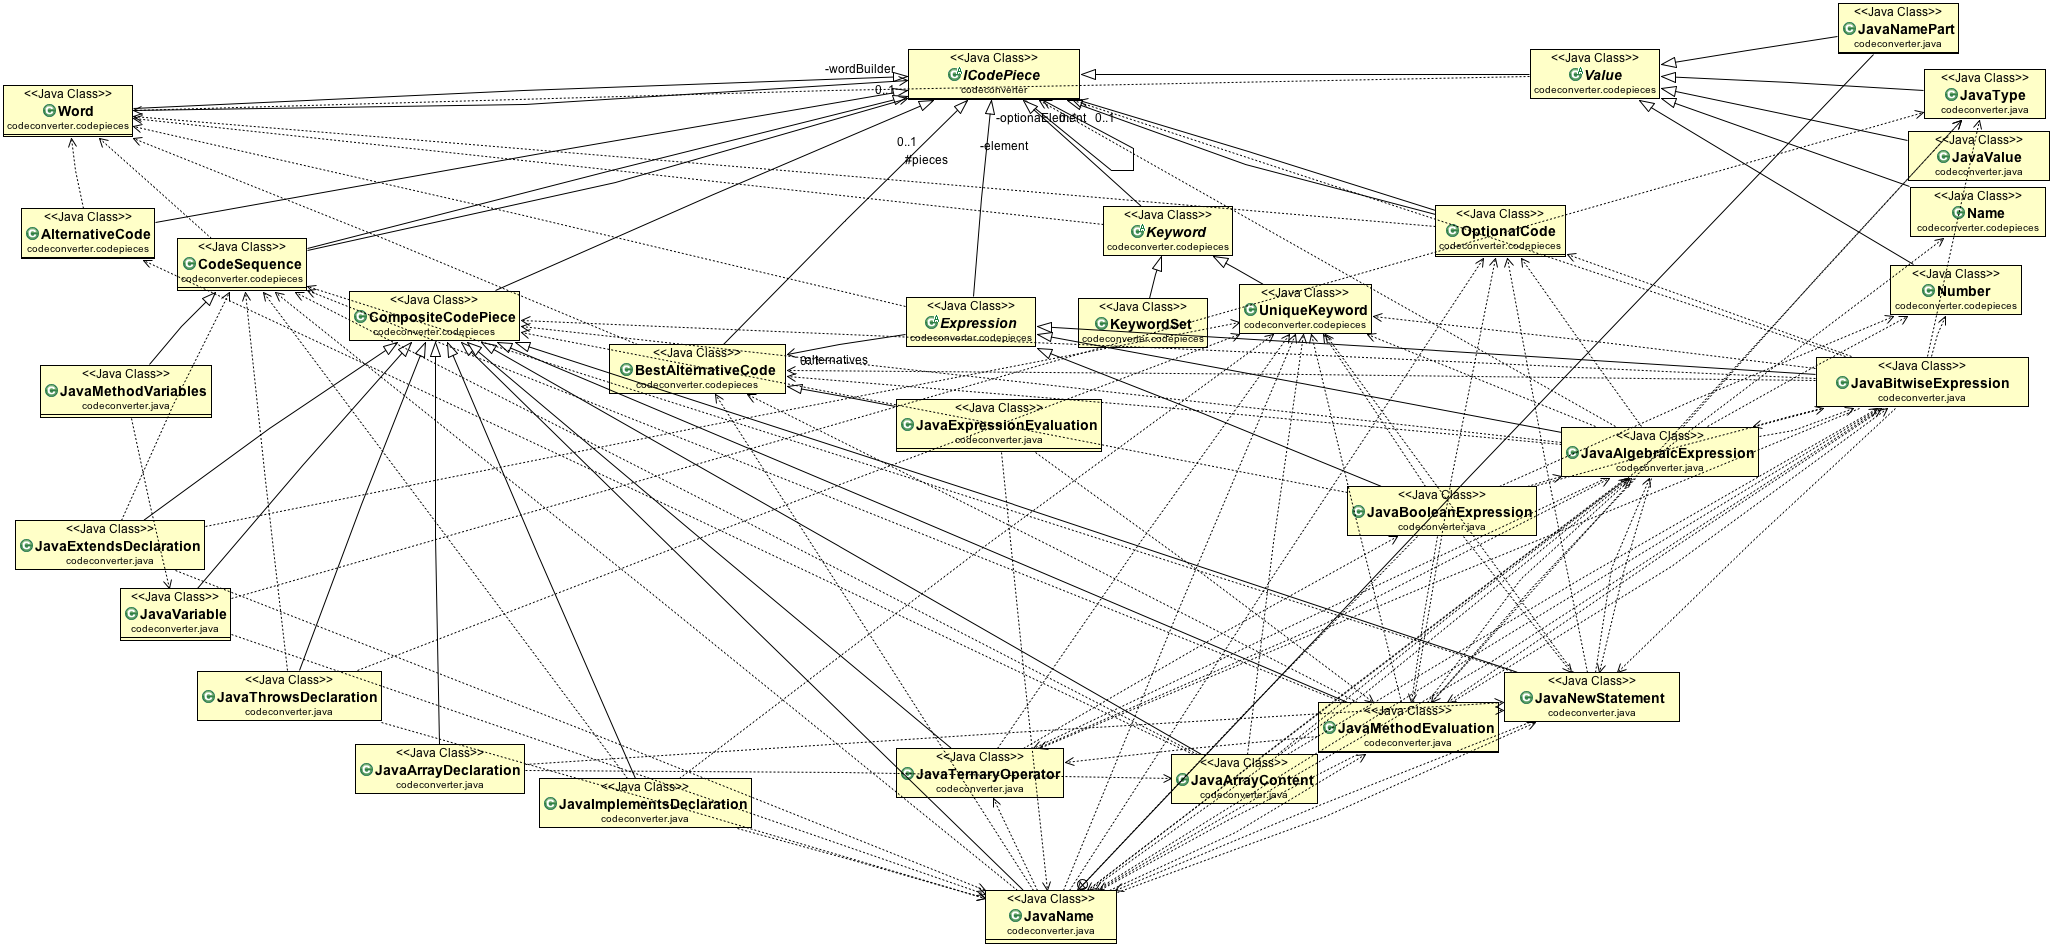 <<Java Class>>
JavaNamePart
codeconverter.java
<<Java Class>>
ICodePiece
codeconverter
<<Java Class>>
Value
codeconverter.codepieces
-wordBuilder
0..1
<<Java Class>>
Word
codeconverter.codepieces
<<Java Class>>
JavaType
codeconverter.java
-optionalElement
0..1
0..1
#pieces
-element
<<Java Class>>
JavaValue
codeconverter.java
<<Java Class>>
Name
codeconverter.codepieces
<<Java Class>>
AlternativeCode
codeconverter.codepieces
<<Java Class>>
Keyword
codeconverter.codepieces
<<Java Class>>
OptionalCode
codeconverter.codepieces
<<Java Class>>
CodeSequence
codeconverter.codepieces
<<Java Class>>
Number
codeconverter.codepieces
<<Java Class>>
CompositeCodePiece
codeconverter.codepieces
<<Java Class>>
Expression
codeconverter.codepieces
<<Java Class>>
KeywordSet
codeconverter.codepieces
<<Java Class>>
UniqueKeyword
codeconverter.codepieces
<<Java Class>>
BestAlternativeCode
codeconverter.codepieces
-alternatives
<<Java Class>>
JavaBitwiseExpression
codeconverter.java
<<Java Class>>
JavaMethodVariables
codeconverter.java
<<Java Class>>
JavaExpressionEvaluation
codeconverter.java
<<Java Class>>
JavaAlgebraicExpression
codeconverter.java
<<Java Class>>
JavaBooleanExpression
codeconverter.java
<<Java Class>>
JavaExtendsDeclaration
codeconverter.java
<<Java Class>>
JavaVariable
codeconverter.java
<<Java Class>>
JavaThrowsDeclaration
codeconverter.java
<<Java Class>>
JavaNewStatement
codeconverter.java
<<Java Class>>
JavaMethodEvaluation
codeconverter.java
<<Java Class>>
JavaArrayDeclaration
codeconverter.java
<<Java Class>>
JavaTernaryOperator
codeconverter.java
<<Java Class>>
JavaArrayContent
codeconverter.java
<<Java Class>>
JavaImplementsDeclaration
codeconverter.java
<<Java Class>>
JavaName
codeconverter.java